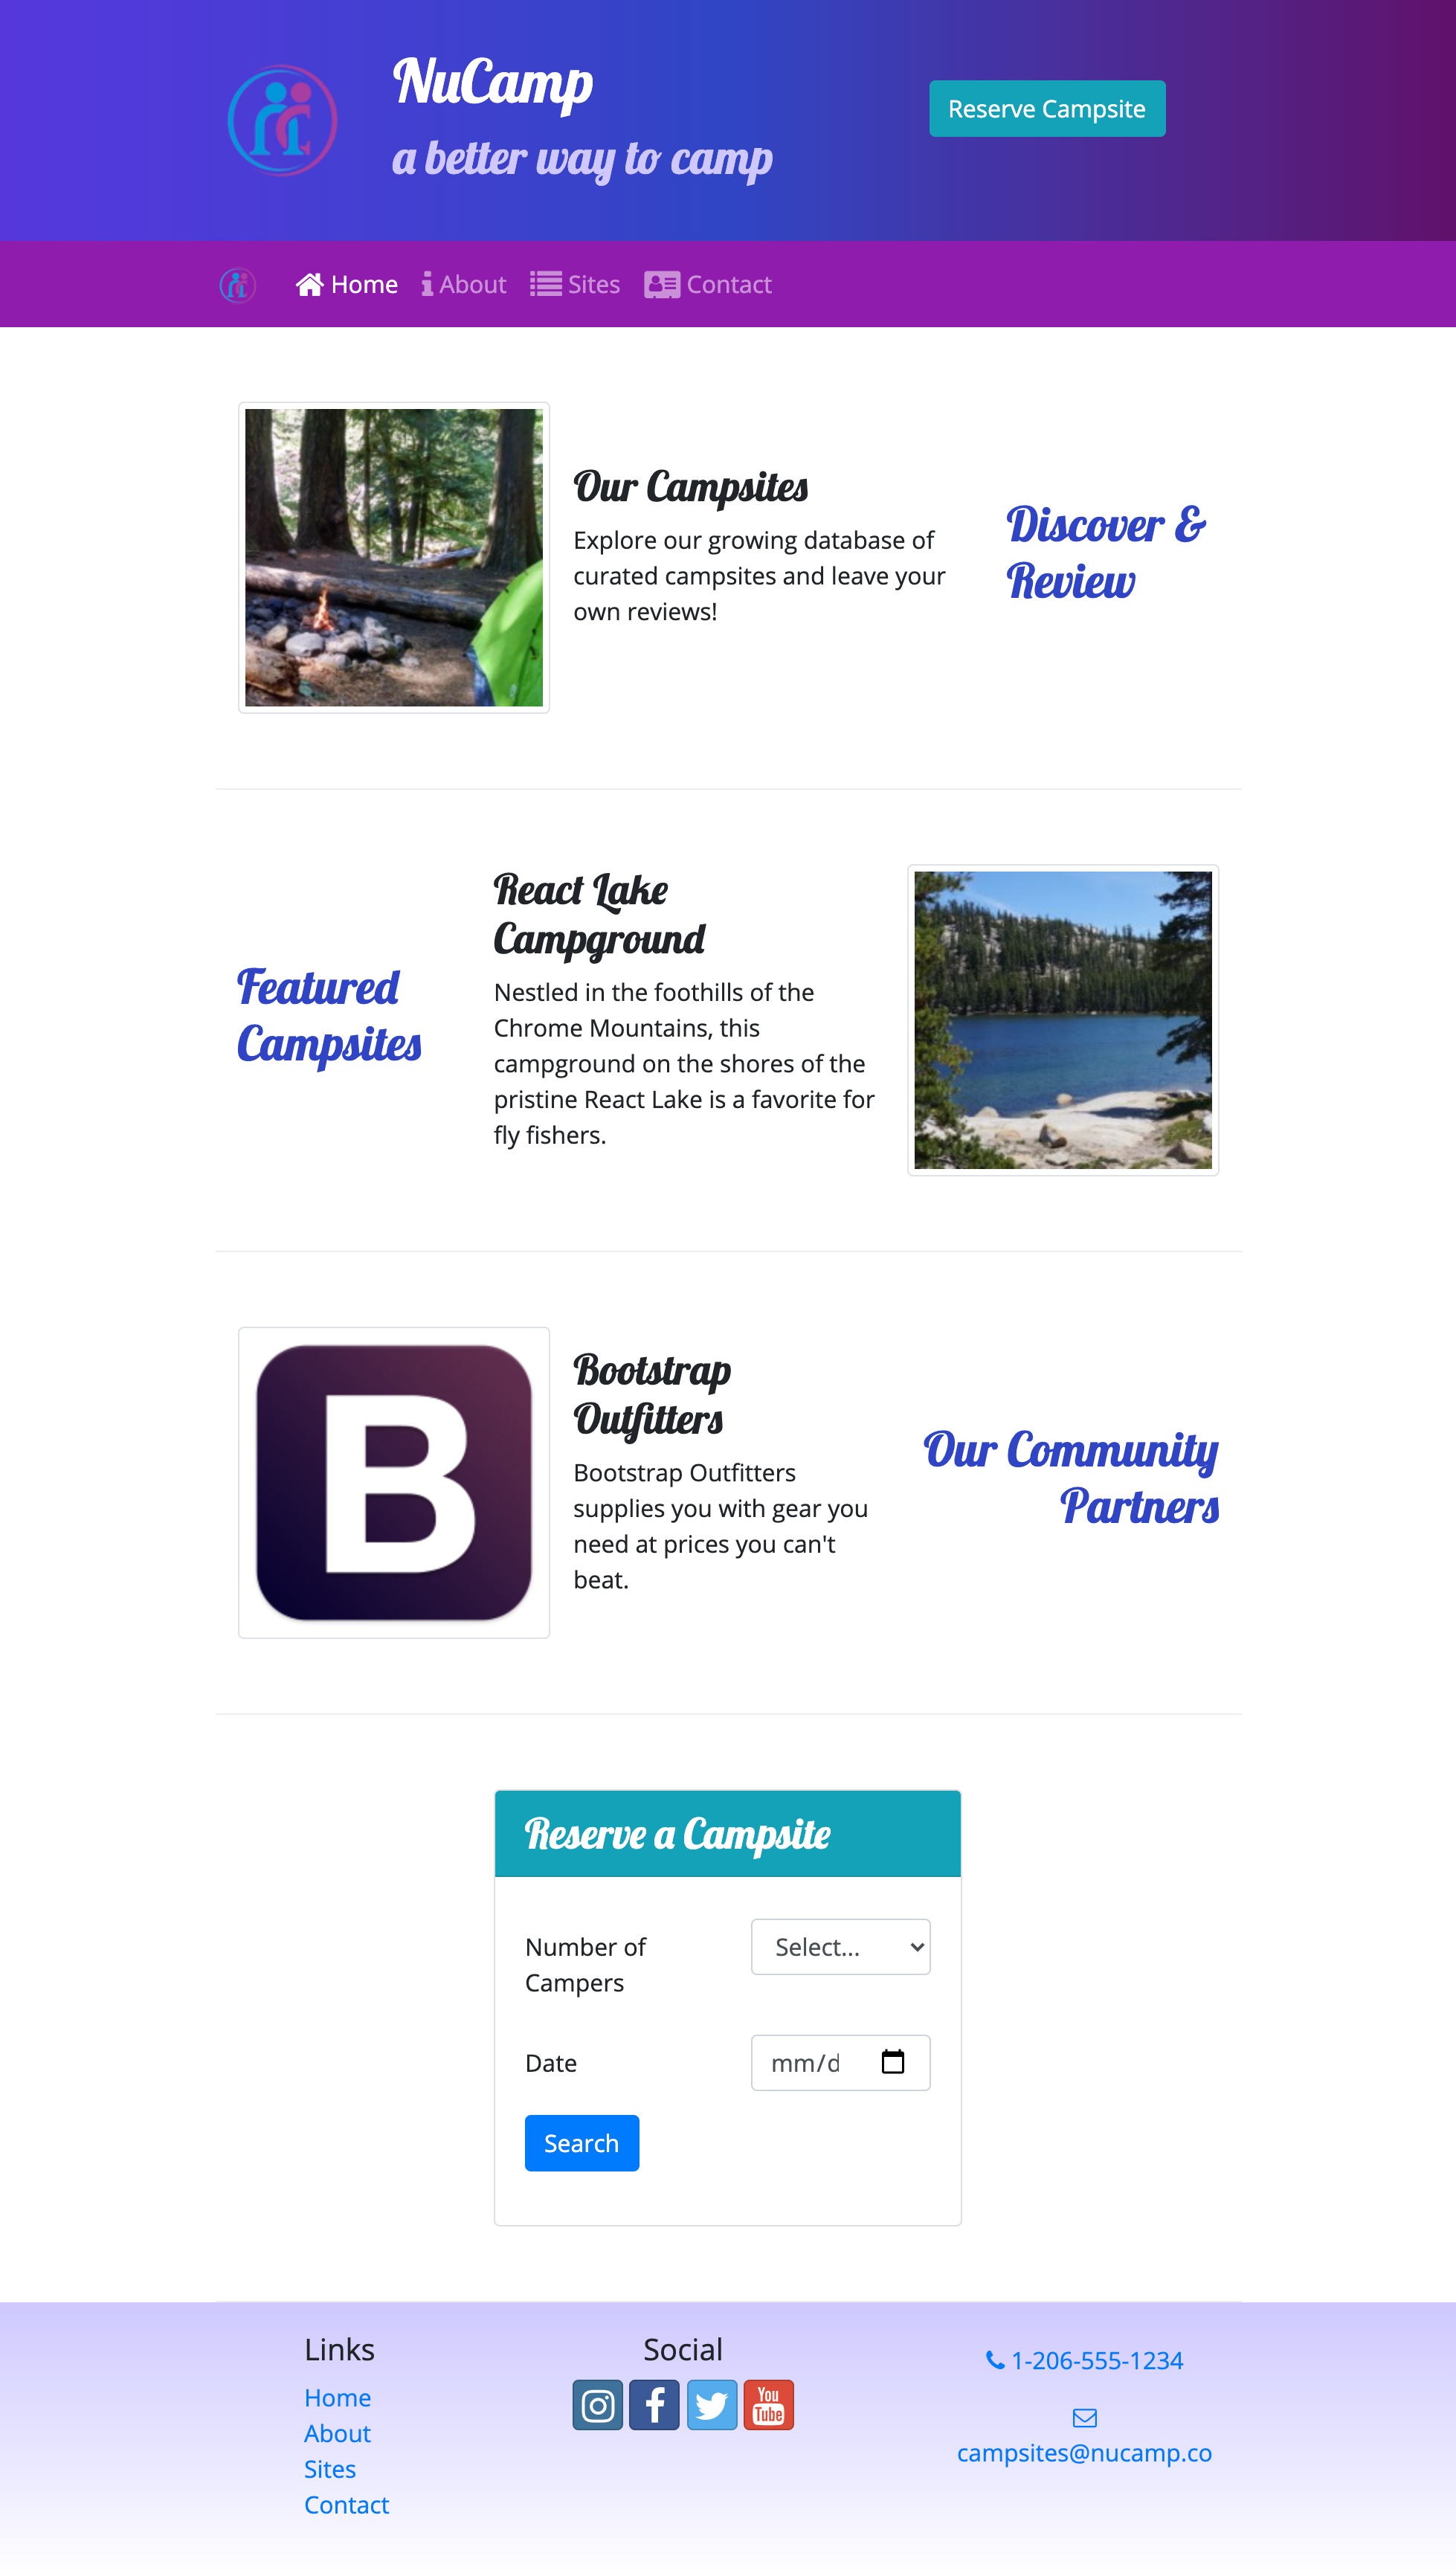 NuCamp
a better way to camp
Reserve Campsite
Home About Sites Contact
Our Campsites
Explore our growing database of
curated campsites and leave your
own reviews!
Discover &
Review
Featured
Campsites
React Lake
Campground
Nestled in the foothills of the
Chrome Mountains, this
campground on the shores of the
pristine React Lake is a favorite for
fly fishers.
B
Bootstrap
Outfitters
Bootstrap Outfitters
supplies you with gear you
need at prices you can't
beat.
Our Community
Partners
Reserve a Campsite
Number of
Campers
Select...
Date
mm/d
Search
Links
Home
About
Sites
Contact
Social
You
Tube
1-206-555-1234
campsites@nucamp.co